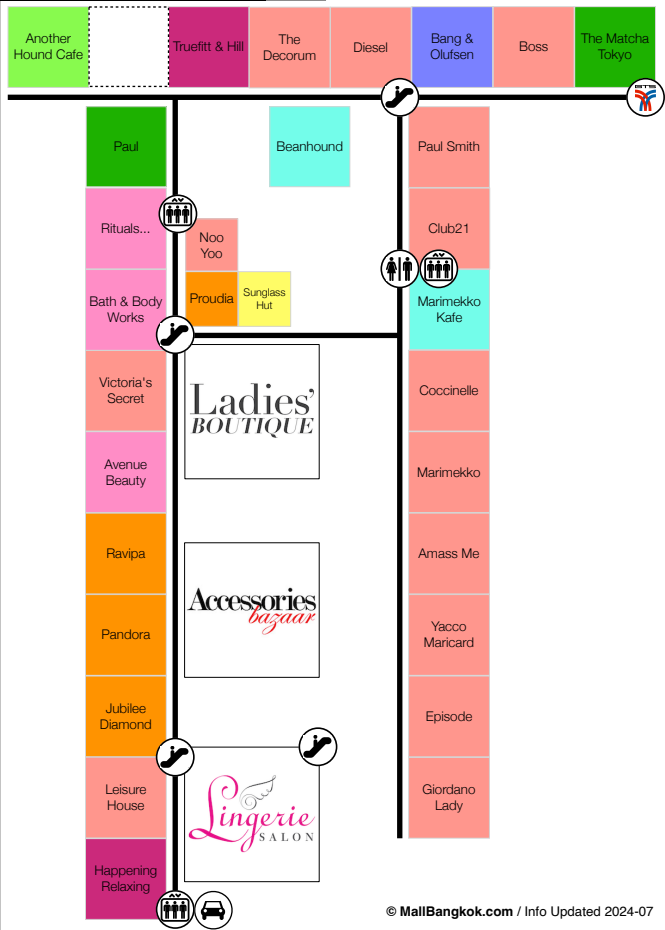 Another
Hound Cafe
Truefitt & Hill
The
Decorum
Diesel
Bang &
Olufsen
Boss
The Matcha
Tokyo
BTS
Paul
Beanhound
Paul Smith
Rituals...
Noo
Yoo
Club21
Bath & Body
Works
Proudia
Sunglass
Hut
Marimekko
Kafe
Victoria's
Secret
Ladies'
BOUTIQUE
Coccinelle
Avenue
Beauty
Marimekko
Ravipa
Accessories
bazaar
Amass Me
Pandora
Yacco
Maricard
Jubilee
Diamond
Episode
Leisure
House
Lingerie
SALON
Giordano
Lady
Happening
Relaxing
© MallBangkok.com / Info Updated 2024-07